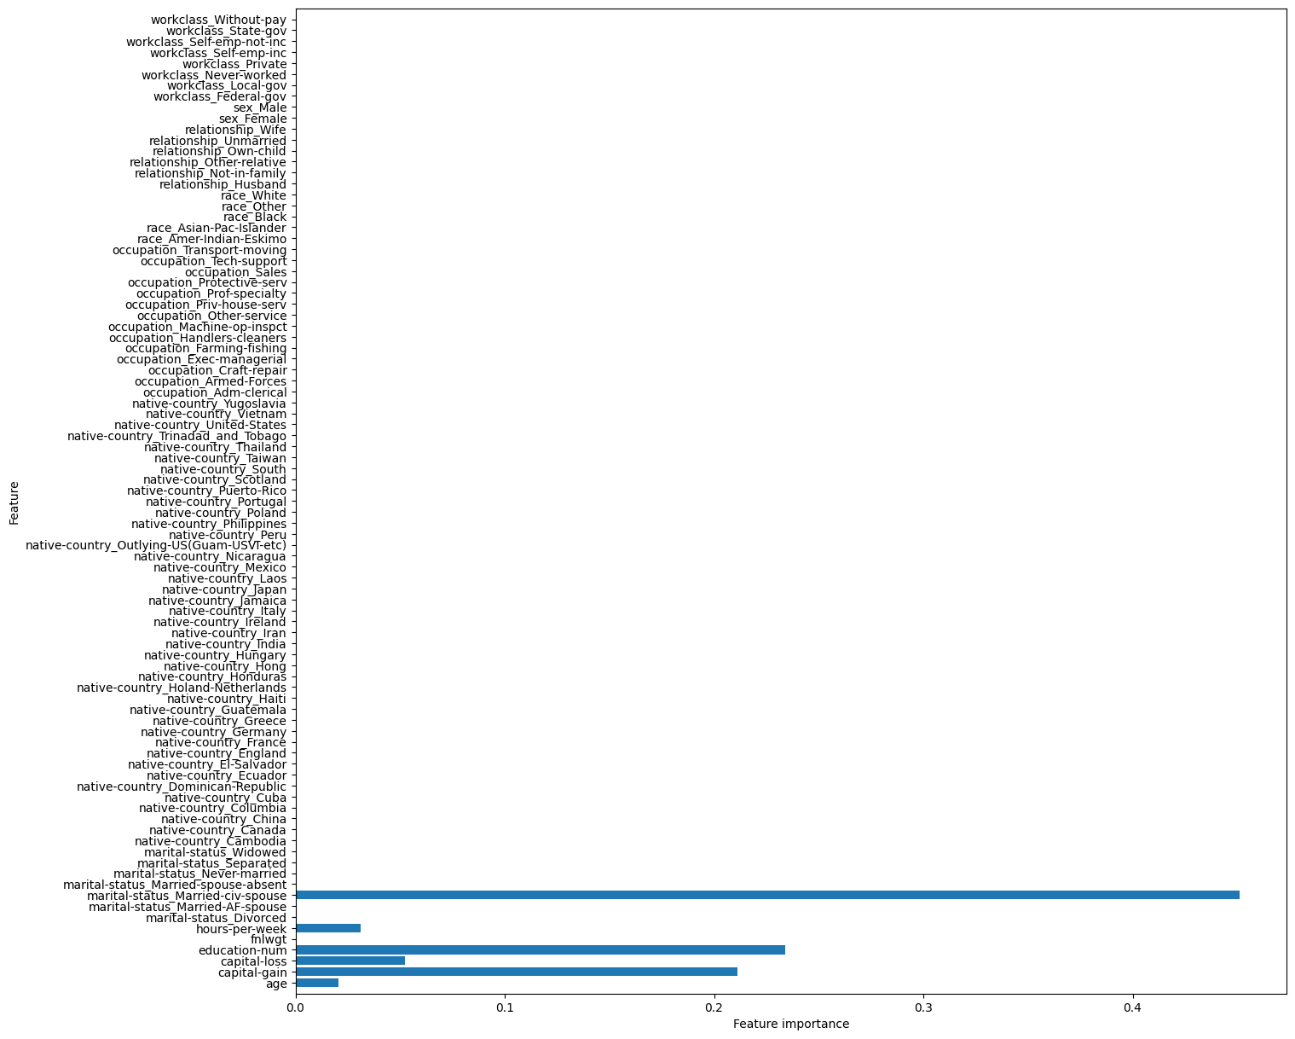 workclass_Without-pay
workclass_State-gov
workclass_Self-emp-not-inc
workclass_Self-emp-inc
workclass_Private
workclass_Never-worked
workclass_Local-gov
workclass_Federal-gov
sex_Male
sex_Female
relationship_Wife
relationship_Unmarried
relationship_Own-child
relationship_Other-relative
relationship_Not-in-family
relationship_Husband
race_White
race_Other
race_Black
race_Asian-Pac-Islander
race_Amer-Indian-Eskimo
occupation_Transport-moving
occupation_Tech-support
occupation_Sales
occupation_Protective-serv
occupation_Prof-specialty
occupation_Priv-house-serv
occupation_Other-service
occupation_Machine-op-inspct
occupation_Handlers-cleaners
occupation_Farming-fishing
occupation_Exec-managerial
occupation_Craft-repair
occupation_Armed-Forces
occupation_Adm-clerical
native-country_Yugoslavia
native-country_Vietnam
native-country_United-States
native-country_Trinadad_and_Tobago
native-country_Thailand
native-country_Taiwan
native-country_South
native-country_Scotland
native-country_Puerto-Rico
native-country_Portugal
native-country_Poland
native-country_Philippines
native-country_Peru
native-country_Outlying-US(Guam-USVI-etc)
native-country_Nicaragua
native-country_Mexico
native-country_Laos
native-country_Japan
native-country_Jamaica
native-country_Italy
native-country_Ireland
native-country_Iran
native-country_India
native-country_Hungary
native-country_Hong
native-country_Honduras
native-country_Holand-Netherlands
native-country_Haiti
native-country_Guatemala
native-country_Greece
native-country_Germany
native-country_France
native-country_England
native-country_El-Salvador
native-country_Ecuador
native-country_Dominican-Republic
native-country_Cuba
native-country_Columbia
native-country_China
native-country_Canada
native-country_Cambodia
marital-status_Widowed
marital-status_Separated
marital-status_Never-married
marital-status_Married-spouse-absent
marital-status_Married-civ-spouse
marital-status_Married-AF-spouse
marital-status_Divorced
hours-per-week
fnlwgt
education-num
capital-loss
capital-gain
age
Feature
0.0 0.1 0.2 0.3 0.4
Feature importance